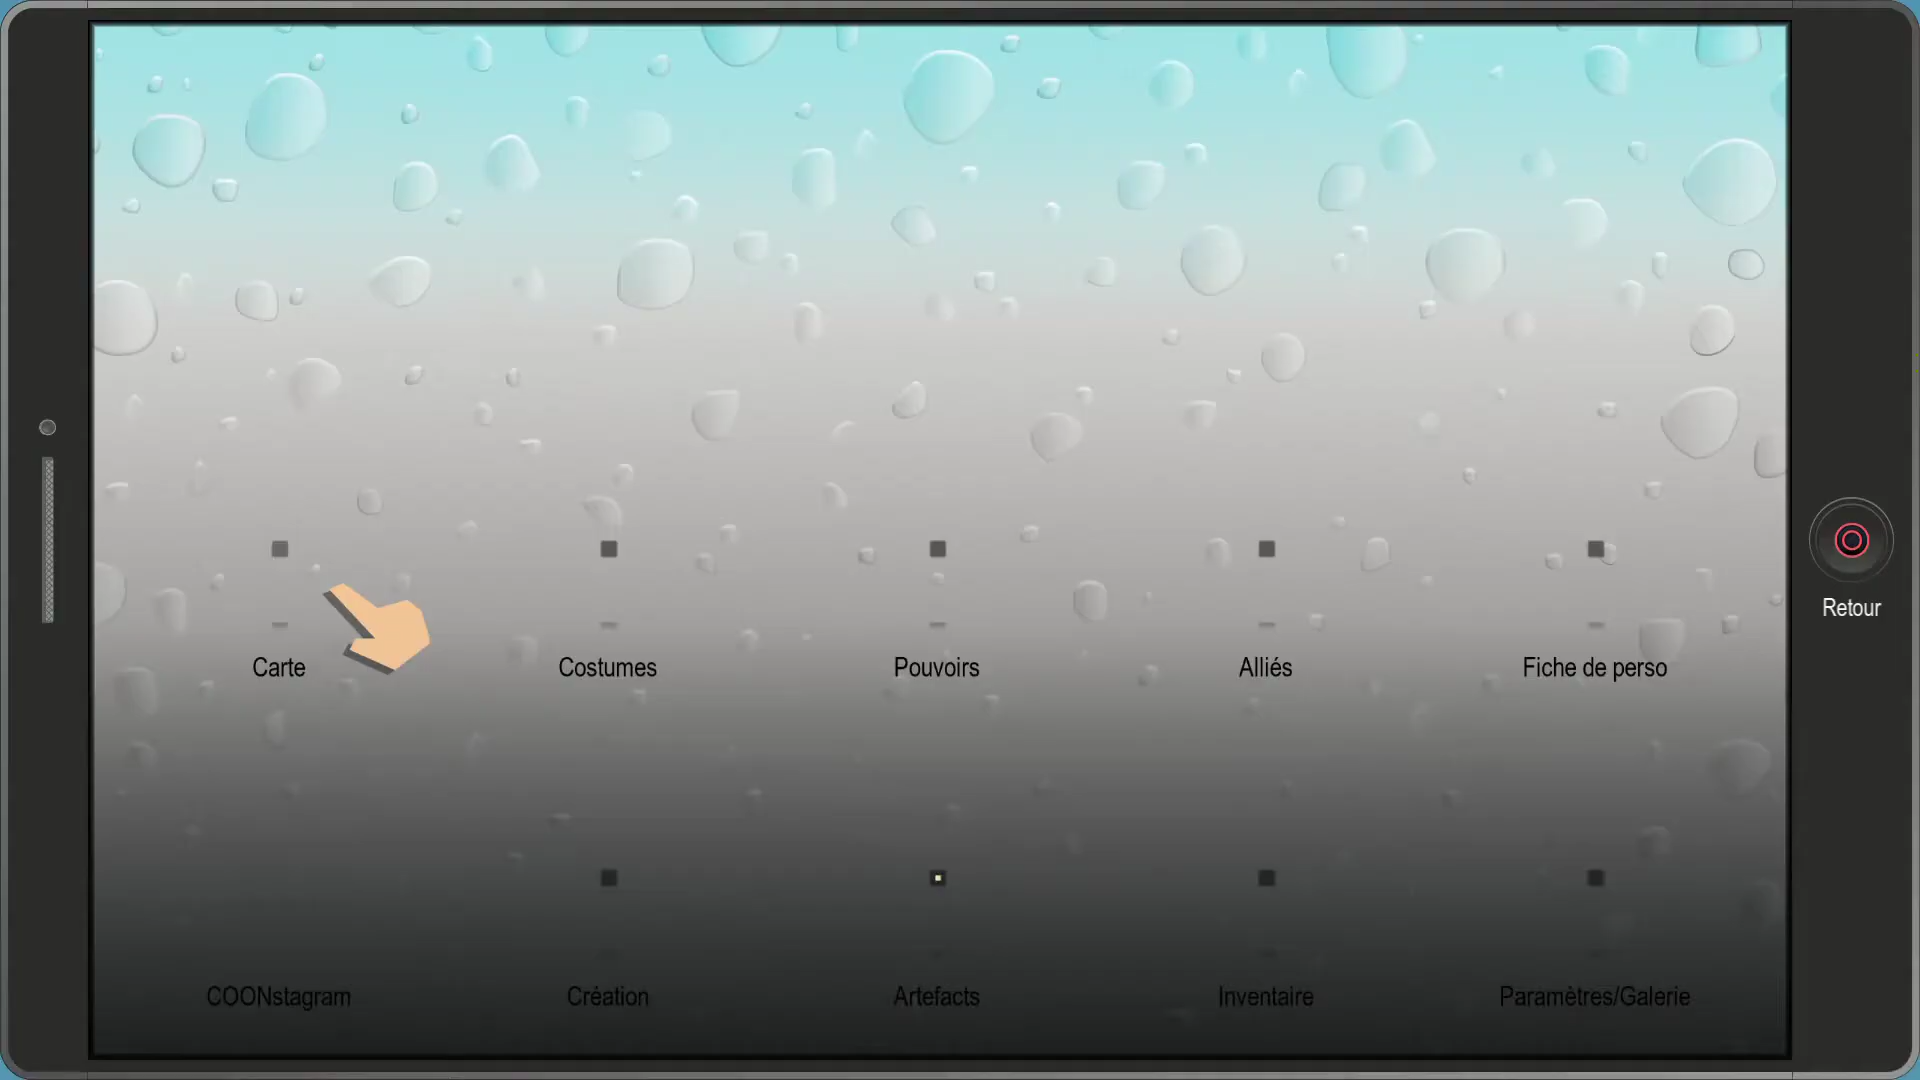 Carte
Costumes
Pouvoirs
Alliés
Fiche de perso
Retour
COONstagram
Création
Artefacts
Inventaire
Paramètres/Galerie